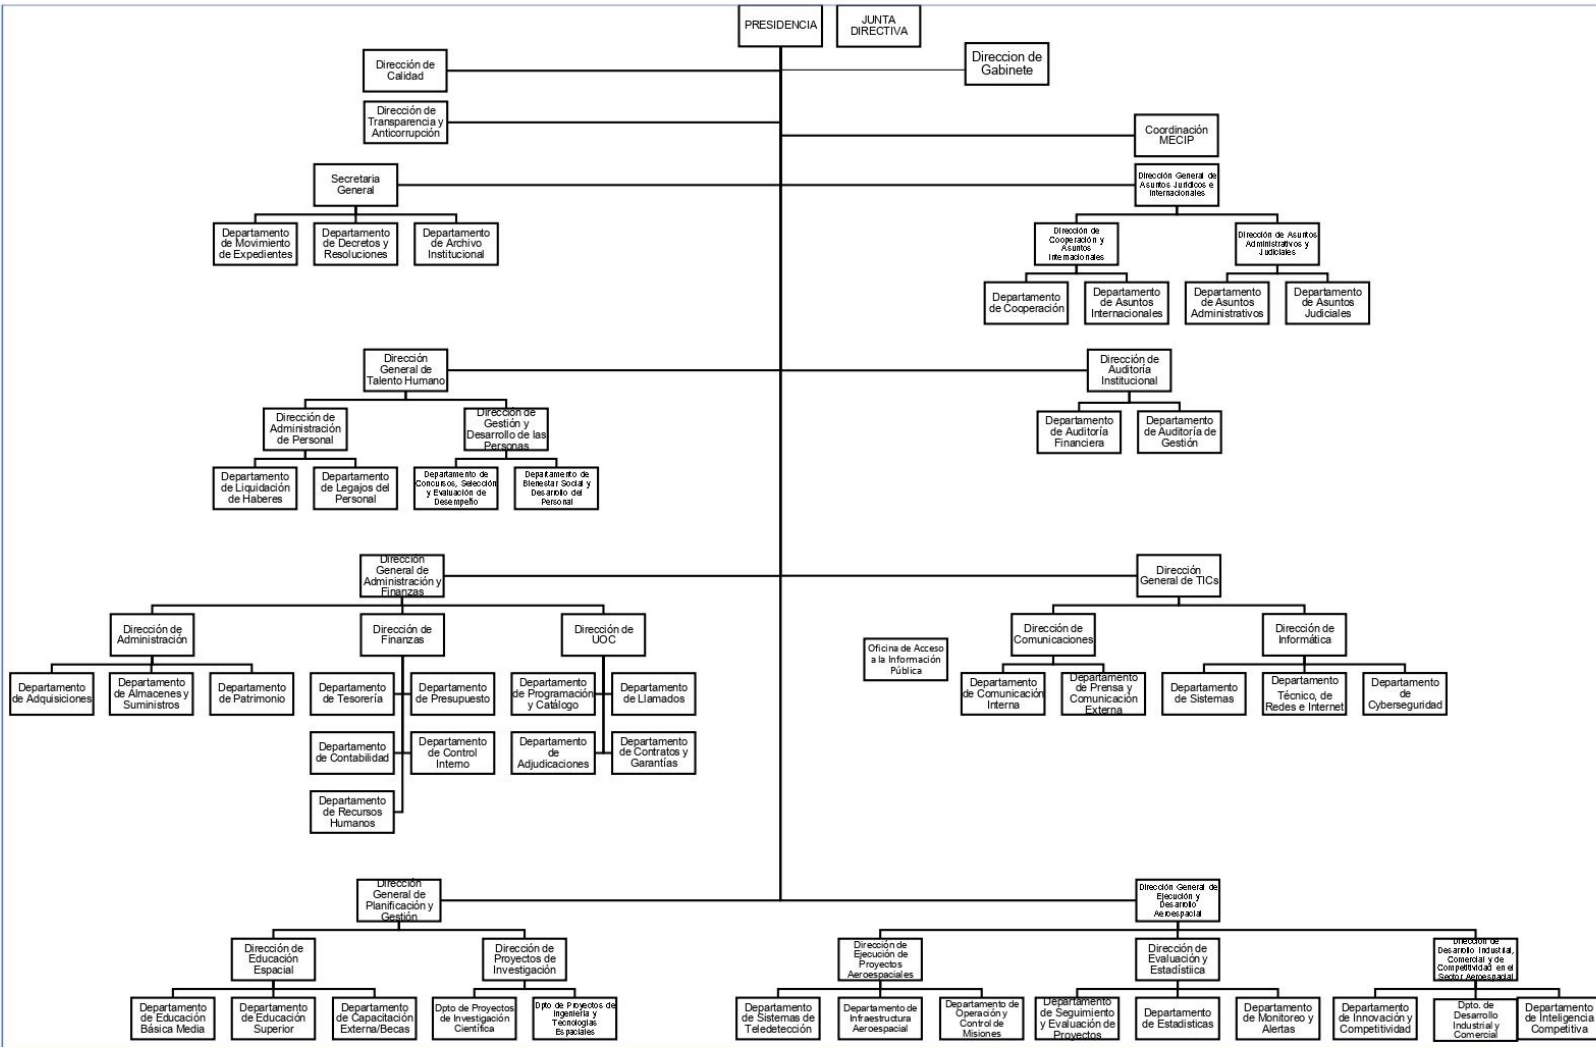 PRESIDENCIA
JUNTA
DIRECTIVA
Dirección de
Calidad
Direccion de
Gabinete
Dirección de
Transparencia y
Anticorrupción
Coordinación
MECIP
Secretaria
General
Dirección General de
Asuntos Jurídicos e
Internacionales
Departamento
de Movimiento
de Expedientes
Departamento
de Decretos y
Resoluciones
Departamento
de Archivo
Institucional
Dirección de
Cooperación y
Asuntos
Internacionales
Dirección de Asuntos
Administrativos y
Judiciales
Departamento
de Cooperación
Departamento
de Asuntos
Internacionales
Departamento
de Asuntos
Administrativos
Departamento
de Asuntos
Judiciales
Dirección
General de
Talento Humano
Dirección de
Auditoría
Institucional
Dirección de
Administración
de Personal
Dirección de
Gestión y
Desarrollo de las
Personas
Departamento
de Auditoría
Financiera
Departamento
de Auditoría de
Gestión
Departamento
de Liquidación
de Haberes
Departamento
de Legajos del
Personal
Departamento de
Concursos, Selección
y Evaluación de
Desempeño
Departamento de
Bienestar Social y
Desarrollo del
Personal
Dirección
General de
Administración y
Finanzas
Dirección
General de TICs
Dirección de
Administración
Dirección de
Finanzas
Dirección de
UOC
Dirección de
Comunicaciones
Dirección de
Informática
Oficina de Acceso
a la Información
Pública
Departamento
de Adquisiciones
Departamento
de Almacenes y
Suministros
Departamento
de Patrimonio
Departamento
de Tesorería
Departamento
de Presupuesto
Departamento
de Programación
y Catálogo
Departamento
de Llamados
Departamento
de Comunicación
Interna
Departamento
de Prensa y
Comunicación
Externa
Departamento
de Sistemas
Departamento
Técnico, de
Redes e Internet
Departamento
de
Cyberseguridad
Departamento
de Contabilidad
Departamento
de Control
Interno
Departamento
de
Adjudicaciones
Departamento
de Contratos y
Garantías
Departamento
de Recursos
Humanos
Dirección
General de
Planificación y
Gestión
Dirección General de
Ejecución y
Desarrollo
Aeroespacial
Dirección de
Educación
Espacial
Dirección de
Proyectos de
Investigación
Dirección de
Ejecución de
Proyectos
Aeroespaciales
Dirección de
Evaluación y
Estadístiica
Dirección de
Desarrollo Industrial,
Comercial y de
Competitividad en el
Sector Aeroespacial
Departamento
de Educación
Básica Media
Departamento
de Educación
Superior
Departamento
de Capacitación
Externa/Becas
Dpto de Proyectos
de Investigación
Científica
Dpto de Proyectos de
Ingeniería y
Tecnologías
Espaciales
Departamento
de Sistemas de
Teledetección
Departamento de
Infraestructura
Aeroespacial
Departamento de
Operación y
Control de
Misiones
Departamento
de Seguimiento
y Evaluación de
Proyectos
Departamento
de Estadísticas
Departamento
de Monitoreo y
Alertas
Departamento
de Innovación y
Competitividad
Dpto. de
Desarrollo
Industrial y
Comercial
Departamento
de Inteligencia
Competitiva